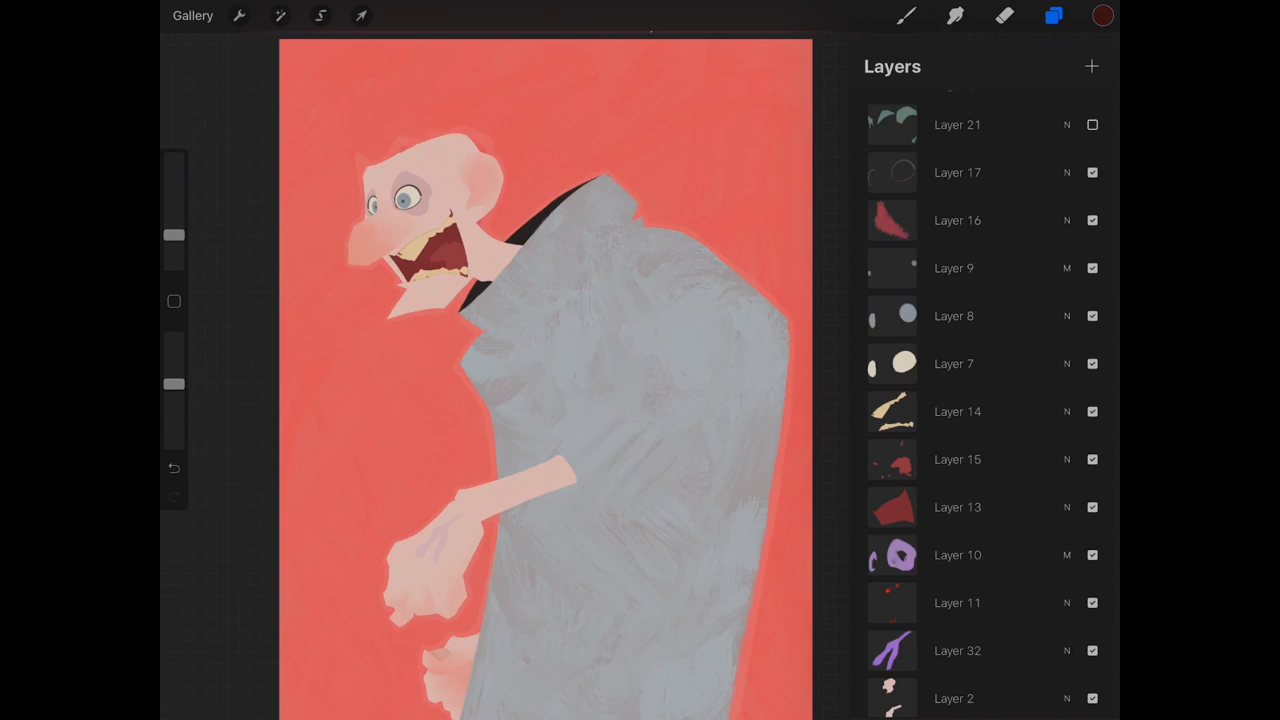 Gallery
Layers
Layer 21 N
Layer 17 N
Layer 16 N
Layer 9 M
Layer 8 N
Layer 7 N
Layer 14 N
Layer 15 N
Layer 13 N
Layer 10 M
Layer 11 N
Layer 32 N
Layer 2 N